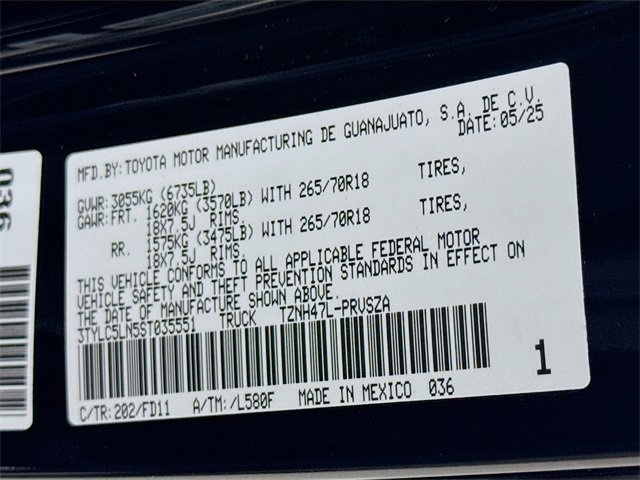 MFD.BY:TOYOTA MOTOR MANUFACTURING DE GUANAJUATO, S.A. DE C.V.
DATE:05/25
GVWR:3055KG (6735LB)
GAWR:FRT. 1620KG (3570LB) WITH 265/70R18 TIRES,
18X7.5J RIMS.
RR. 1575KG (3475LB) WITH 265/70R18 TIRES,
18X7.5J RIMS.
THIS VEHICLE CONFORMS TO ALL APPLICABLE FEDERAL MOTOR
VEHICLE SAFETY AND THEFT PREVENTION STANDARDS IN EFFECT ON
THE DATE OF MANUFACTURE SHOWN ABOVE.
3TYLC5LN5ST035551 TRUCK TZNH47L-PRVSZA
C/TR:202/FD11 A/TM:/L580F MADE IN MEXICO 036
1
036